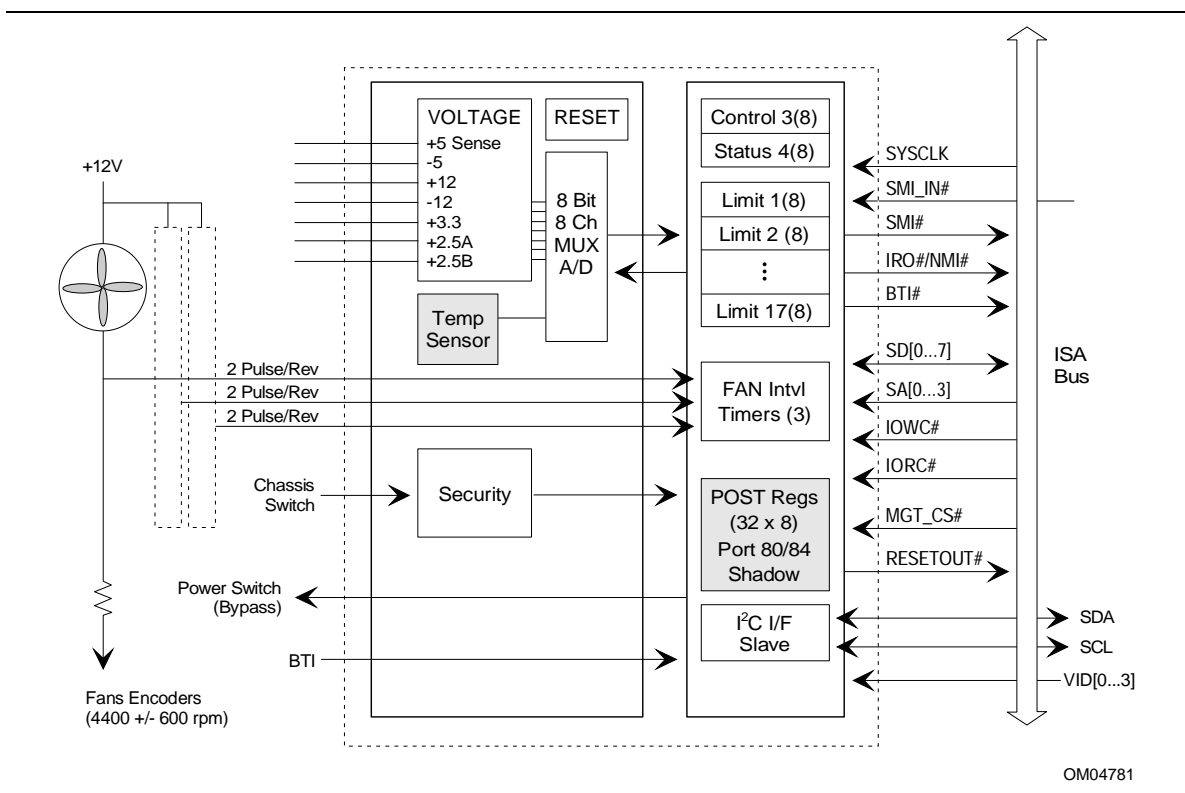 +12V
Fans Encoders
(4400 +/- 600 rpm)
2 Pulse/Rev
2 Pulse/Rev
2 Pulse/Rev
Chassis
Switch
Power Switch
(Bypass)
BTI
VOLTAGE
+5 Sense
-5
+12
-12
+3.3
+2.5A
+2.5B
RESET
8 Bit
8 Ch
MUX
A/D
Temp
Sensor
Security
Control 3(8)
Status 4(8)
Limit 1(8)
Limit 2 (8)
⋮
Limit 17(8)
FAN Intvl
Timers (3)
POST Regs
(32 x 8)
Port 80/84
Shadow
I²C I/F
Slave
SYSCLK
SMI_IN#
SMI#
IRO#/NMI#
BTI#
SD[0...7]
SA[0...3]
IOWC#
IORC#
MGT_CS#
RESETOUT#
ISA
Bus
SDA
SCL
VID[0...3]
OM04781